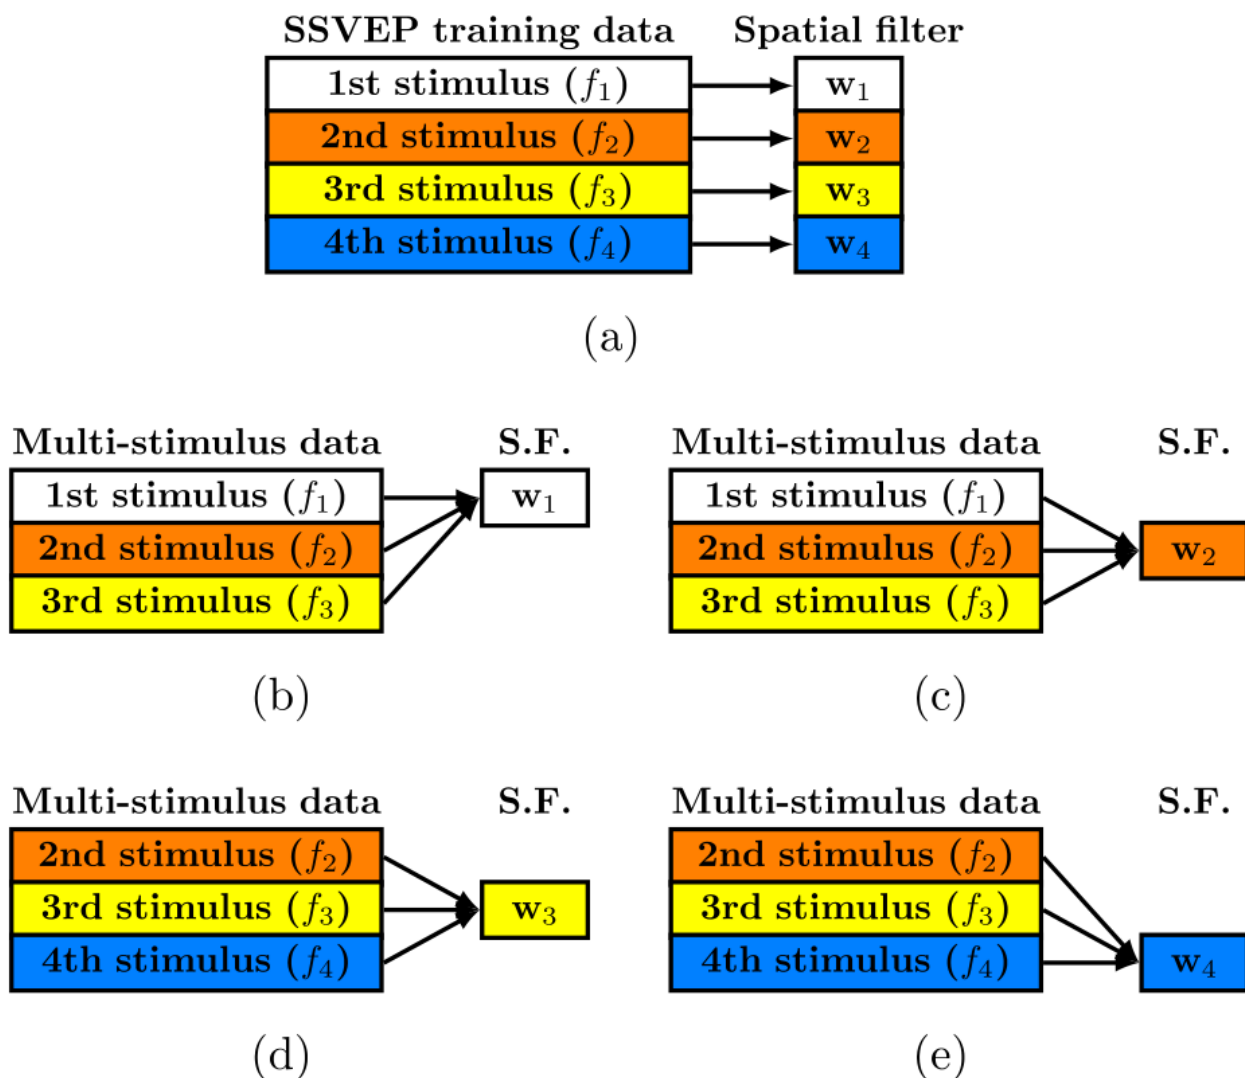 SSVEP training data Spatial filter
1st stimulus (f₁) w₁
2nd stimulus (f₂) w₂
3rd stimulus (f₃) w₃
4th stimulus (f₄) w₄
(a)
Multi-stimulus data S.F.
1st stimulus (f₁) w₁
2nd stimulus (f₂)
3rd stimulus (f₃)
(b)
Multi-stimulus data S.F.
1st stimulus (f₁)
2nd stimulus (f₂) w₂
3rd stimulus (f₃)
(c)
Multi-stimulus data S.F.
2nd stimulus (f₂)
3rd stimulus (f₃) w₃
4th stimulus (f₄)
(d)
Multi-stimulus data S.F.
2nd stimulus (f₂)
3rd stimulus (f₃)
4th stimulus (f₄) w₄
(e)